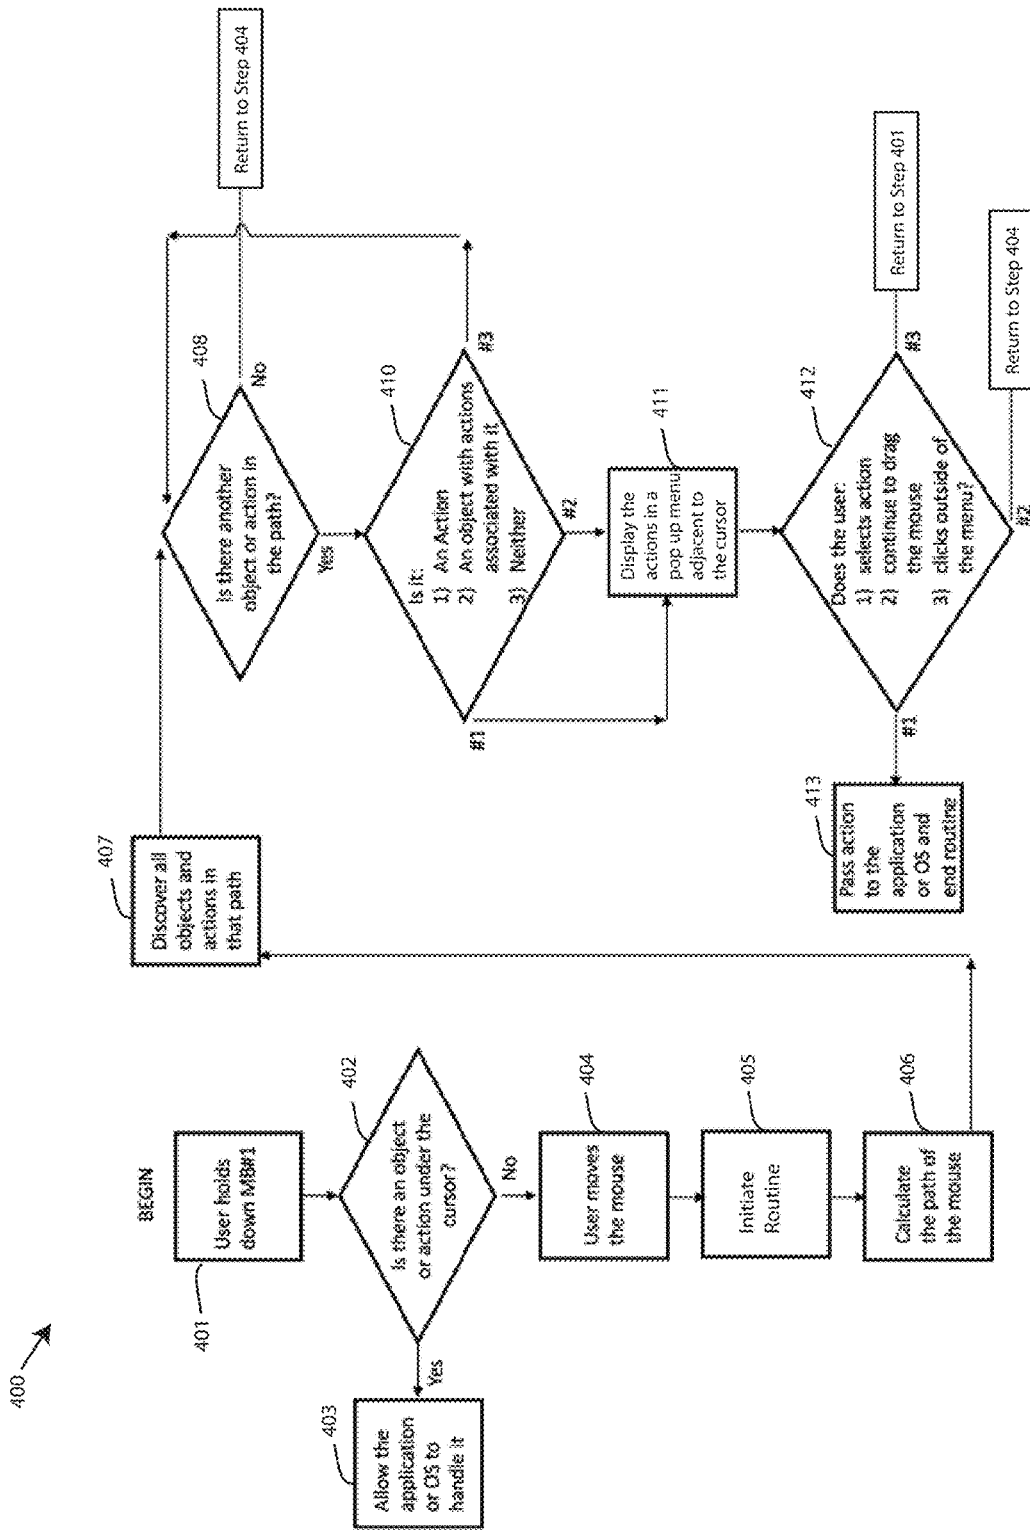 400
BEGIN
401
User holds
down MB#1
402
Is there an object
or action under the
cursor?
Yes
No
403
Allow the
application
or OS to
handle it
404
User moves
the mouse
405
Initiate
Routine
406
Calculate
the path of
the mouse
407
Discover all
objects and
actions in
that path
408
Is there another
object or action in
the path?
No
Return to Step 404
Yes
410
Is it:
1) An Action
2) An object with actions
associated with it
3) Neither
#1
#2
#3
411
Display the
actions in a
pop up menu
adjacent to
the cursor
412
Does the user:
1) selects action
2) continue to drag
the mouse
3) clicks outside of
the menu?
#1
#2
#3
413
Pass action
to the
application
or OS and
end routine
Return to Step 401
Return to Step 404